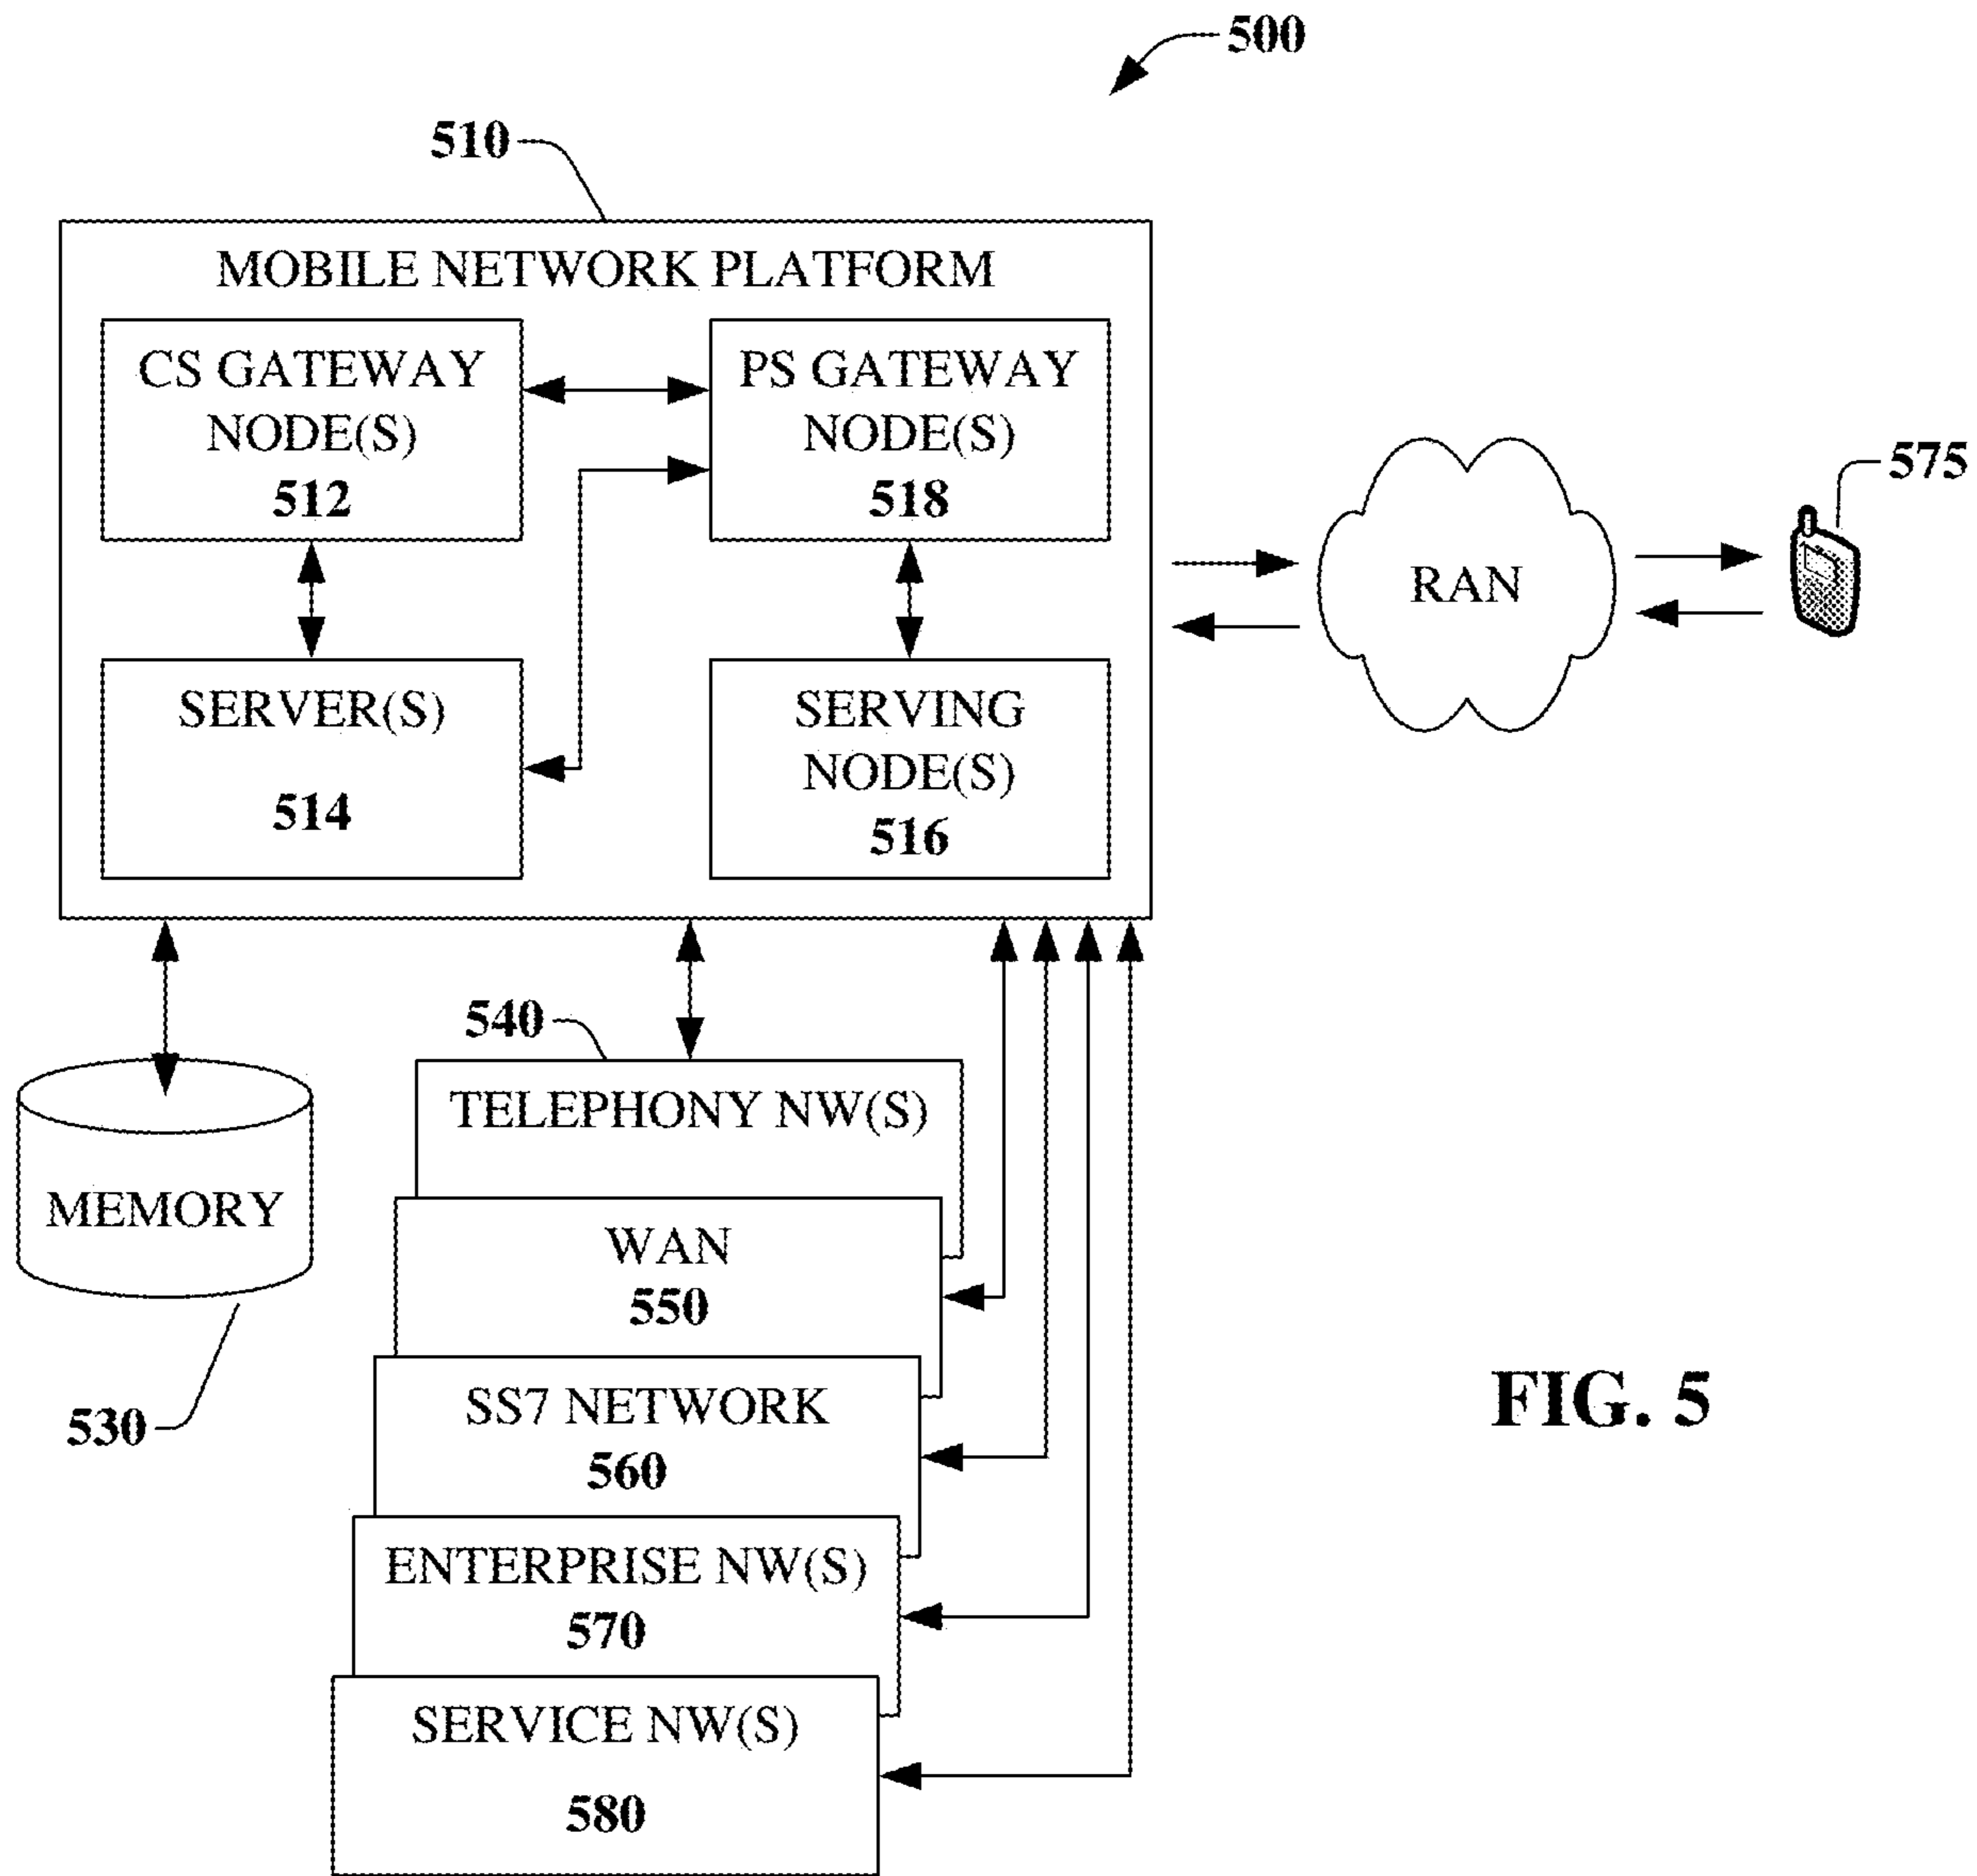 500
510
MOBILE NETWORK PLATFORM
CS GATEWAY
NODE(S)
512
PS GATEWAY
NODE(S)
518
SERVER(S)
514
SERVING
NODE(S)
516
RAN
575
540
TELEPHONY NW(S)
MEMORY
530
WAN
550
SS7 NETWORK
560
ENTERPRISE NW(S)
570
SERVICE NW(S)
580
FIG. 5